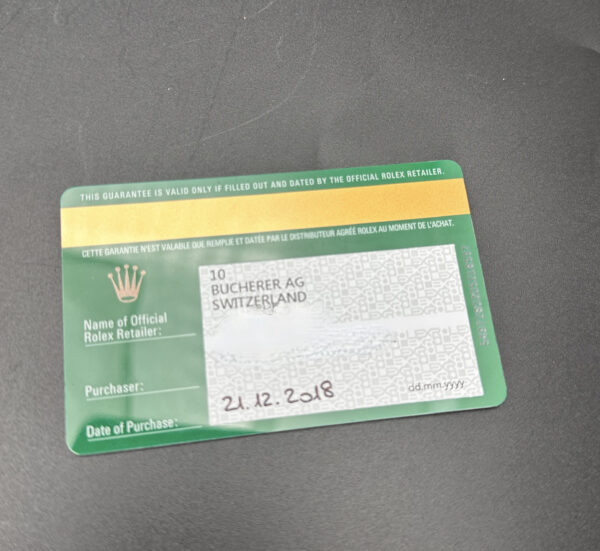 THIS GUARANTEE IS VALID ONLY IF FILLED OUT AND DATED BY THE OFFICIAL ROLEX RETAILER.
CETTE GARANTIE N'EST VALABLE QUE REMPLIE ET DATÉE PAR LE DISTRIBUTEUR AGRÉÉ ROLEX AU MOMENT DE L'ACHAT.
10
BUCHERER AG
SWITZERLAND
Name of Official
Rolex Retailer:
Purchaser:
Date of Purchase:
21.12.2018
dd.mm.yyyy